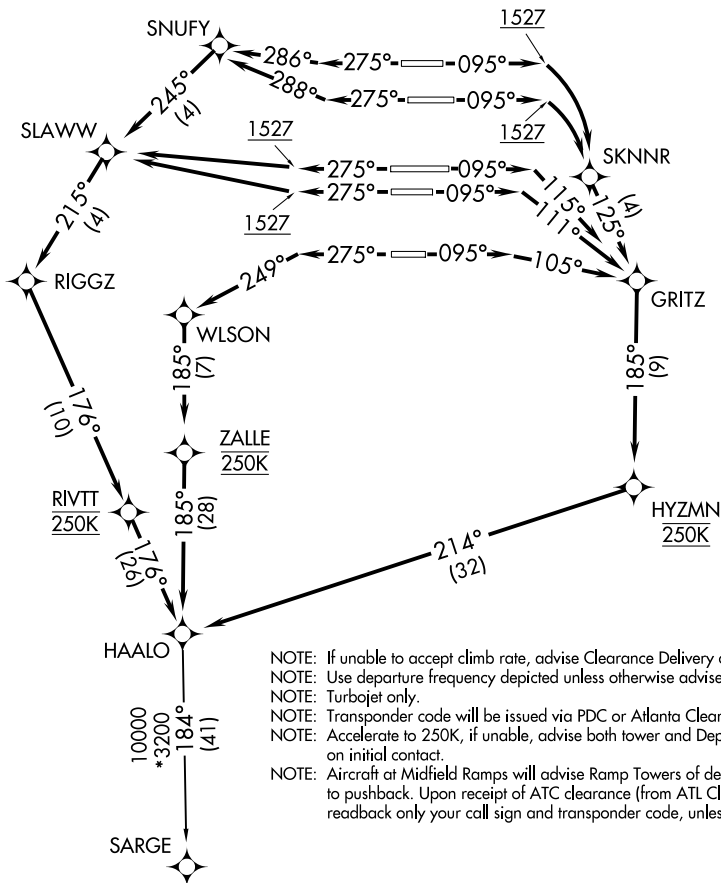 SNUFY
1527
286° 275° 095°
245°
(4)
288° 275° 095°
SLAWW
1527
1527
SKNNR
275° 095°
275° 095°
115°
111°
125°
(4)
1527
215°
(4)
RIGGZ
249° 275° 095° 105°
GRITZ
WLSON
185°
(7)
185°
(9)
176°
(10)
ZALLE
250K
RIVTT
250K
185°
(28)
HYZMN
250K
176°
(26)
214°
(32)
HAALO
NOTE: If unable to accept climb rate, advise Clearance Delivery
NOTE: Use departure frequency depicted unless otherwise advise
NOTE: Turbojet only.
NOTE: Transponder code will be issued via PDC or Atlanta Clear
NOTE: Accelerate to 250K, if unable, advise both tower and Dep
on initial contact.
NOTE: Aircraft at Midfield Ramps will advise Ramp Towers of de
to pushback. Upon receipt of ATC clearance (from ATL Cl
readback only your call sign and transponder code, unles
10000
*3200
184°
(41)
SARGE